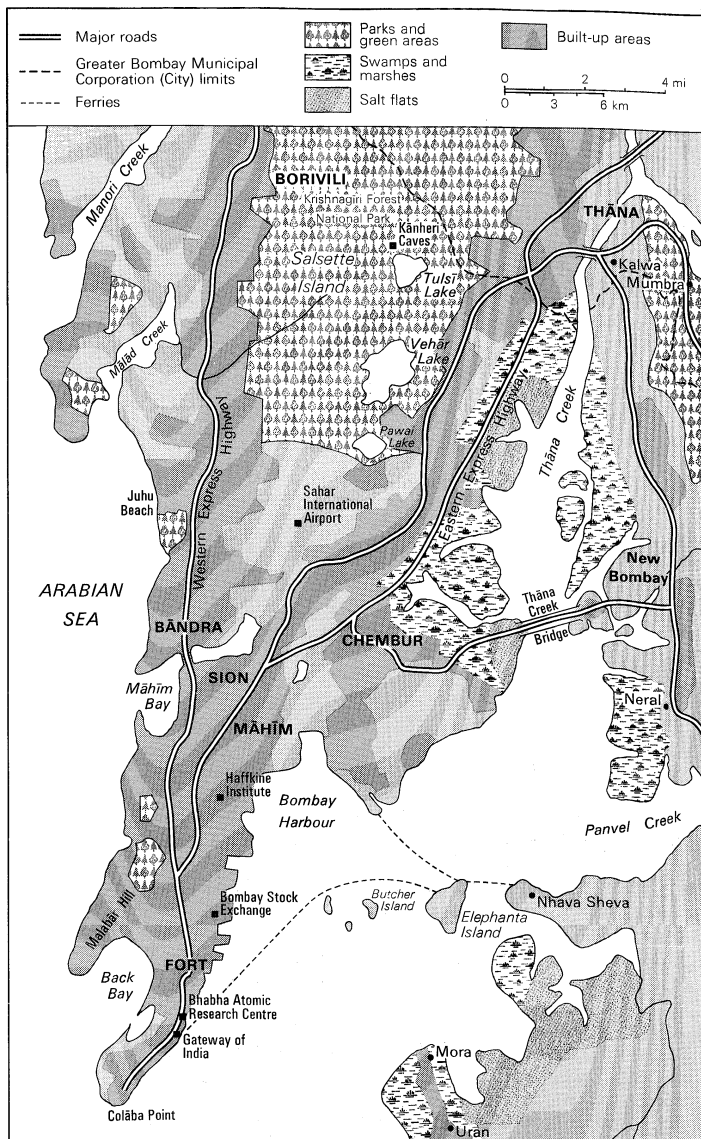 Major roads
Greater Bombay Municipal
Corporation (City) limits
Ferries
Parks and
green areas
Swamps and
marshes
Salt flats
Built-up areas
0 2 4 mi
0 3 6 km
Manori Creek
BORIVILI
Krishnagiri Forest
National Park
Kānheri
Caves
Salsette
Island
Tulsī
Lake
THĀNA
Kalwa
Mumbra
Mālād Creek
Vehār
Lake
Pawai
Lake
Western Express Highway
Eastern Express Highway
Thāna Creek
Juhu
Beach
Sahar
International
Airport
ARABIAN
SEA
New
Bombay
Thāna
Creek
Bridge
BĀNDRA
CHEMBUR
SION
Māhīm
Bay
MĀHĪM
Neral
Haffkine
Institute
Bombay
Harbour
Panvel Creek
Malabār Hill
Bombay Stock
Exchange
Butcher
Island
Elephanta
Island
Nhava Sheva
FORT
Back
Bay
Bhabha Atomic
Research Centre
Gateway of
India
Colāba Point
Mora
Uran